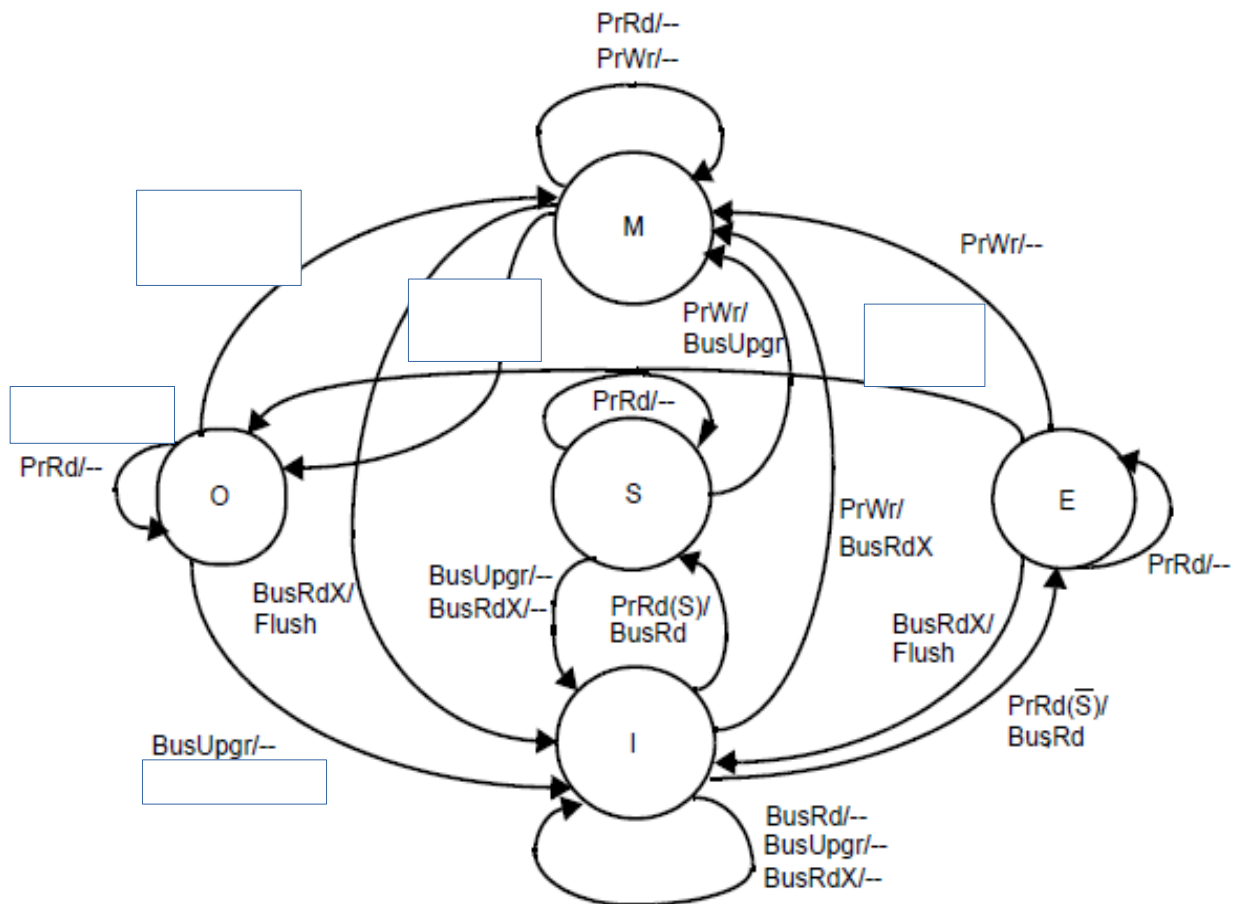 PrRd/--
PrWr/--
M
PrWr/--
PrWr/
BusUpgr
PrRd/--
PrRd/--
O
S
E
PrWr/
BusRdX
PrRd/--
BusUpgr/--
BusRdX/--
PrRd(S)/
BusRd
BusRdX/
Flush
BusRdX/
Flush
PrRd(S̅)/
BusRd
I
BusUpgr/--
BusRd/--
BusUpgr/--
BusRdX/--